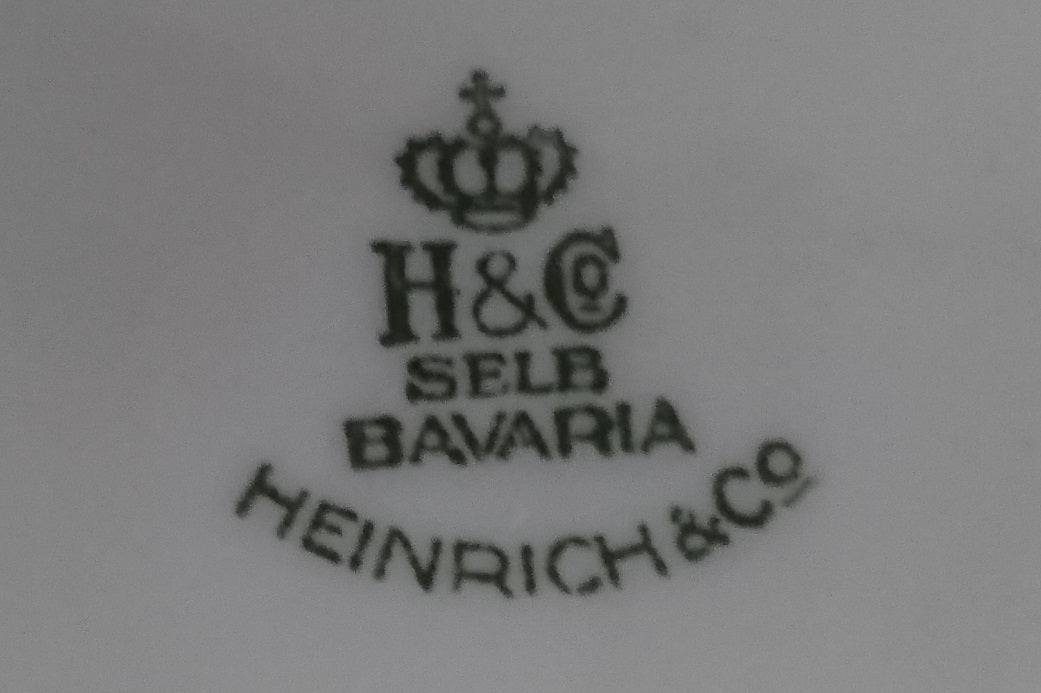 H & Cº
SELB
BAVARIA
HEINRICH & Cº